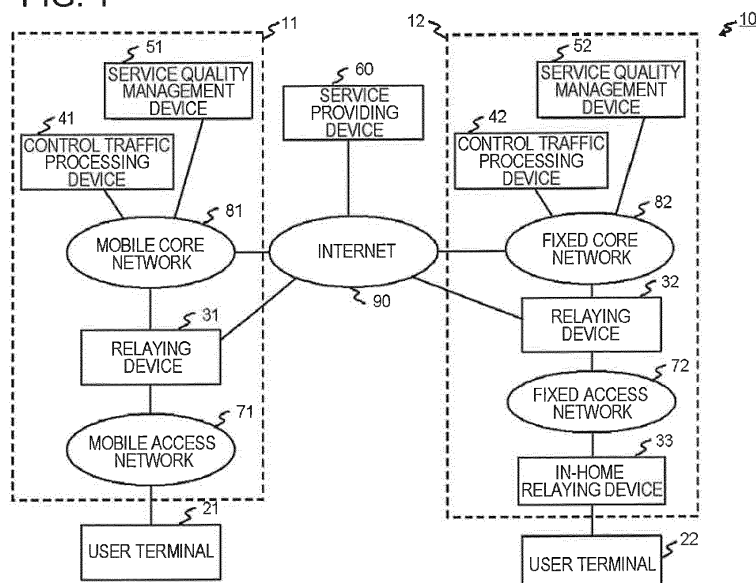 FIG. 1
11
12
10
51
SERVICE QUALITY
MANAGEMENT
DEVICE
60
SERVICE
PROVIDING
DEVICE
52
SERVICE QUALITY
MANAGEMENT
DEVICE
41
CONTROL TRAFFIC
PROCESSING
DEVICE
42
CONTROL TRAFFIC
PROCESSING
DEVICE
81
MOBILE CORE
NETWORK
INTERNET
90
82
FIXED CORE
NETWORK
31
RELAYING
DEVICE
32
RELAYING
DEVICE
71
MOBILE ACCESS
NETWORK
72
FIXED ACCESS
NETWORK
33
IN-HOME
RELAYING DEVICE
21
USER TERMINAL
22
USER TERMINAL